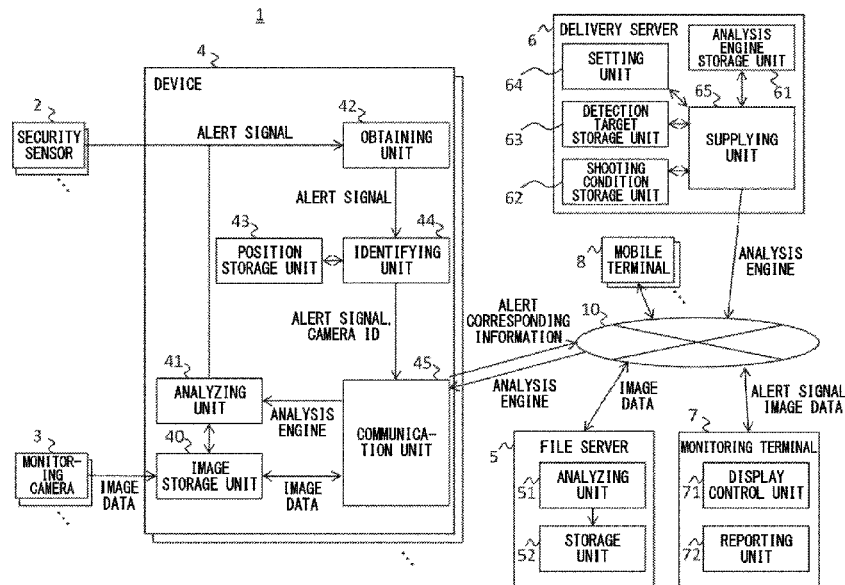 1
4
DEVICE
2
SECURITY
SENSOR
ALERT SIGNAL
42
OBTAINING
UNIT
ALERT SIGNAL
43
POSITION
STORAGE UNIT
44
IDENTIFYING
UNIT
ALERT SIGNAL,
CAMERA ID
41
ANALYZING
UNIT
ANALYSIS
ENGINE
45
COMMUNICA-
TION UNIT
3
MONITOR-
ING
CAMERA
IMAGE
DATA
40
IMAGE
STORAGE UNIT
IMAGE
DATA
6
DELIVERY SERVER
SETTING
UNIT
64
ANALYSIS
ENGINE
STORAGE UNIT
61
65
DETECTION
TARGET
STORAGE UNIT
63
SUPPLYING
UNIT
SHOOTING
CONDITION
STORAGE UNIT
62
ANALYSIS
ENGINE
8
MOBILE
TERMINAL
ALERT
CORRESPONDING
INFORMATION
10
ANALYSIS
ENGINE
IMAGE
DATA
ALERT SIGNAL
IMAGE DATA
5
FILE SERVER
51
ANALYZING
UNIT
52
STORAGE
UNIT
7
MONITORING TERMINAL
71
DISPLAY
CONTROL UNIT
72
REPORTING
UNIT